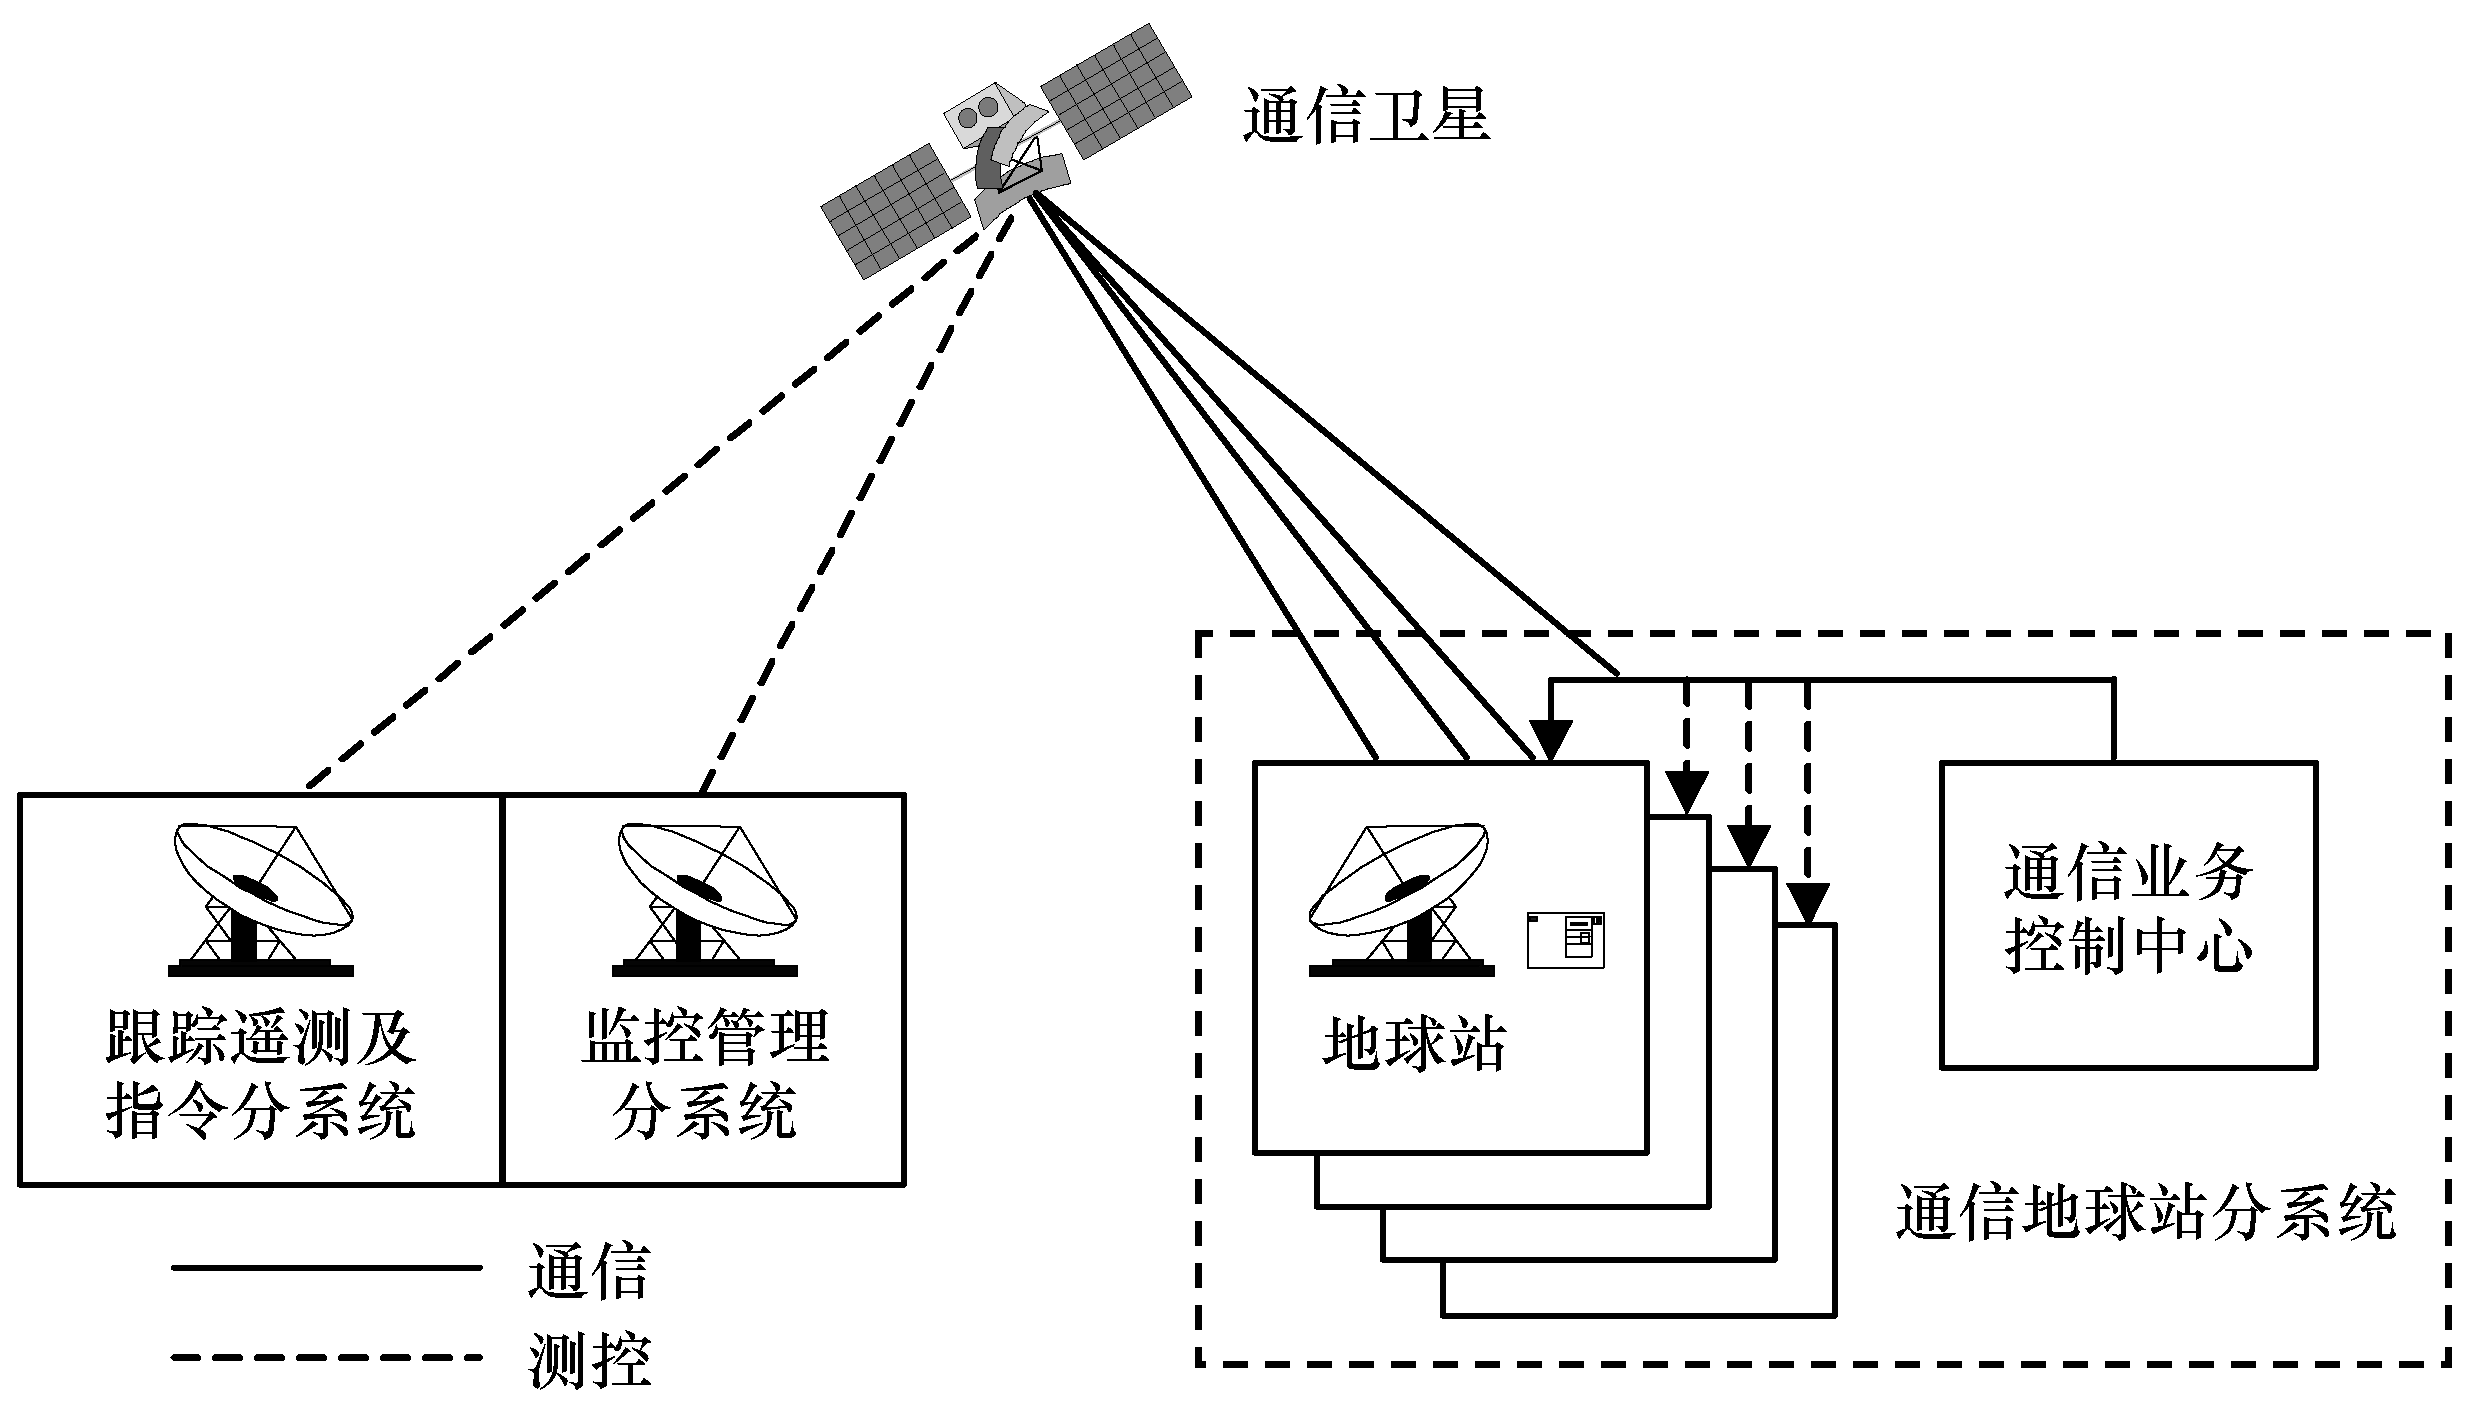 通信卫星
跟踪遥测及
指令分系统
监控管理
分系统
地球站
通信业务
控制中心
通信地球站分系统
通信
测控